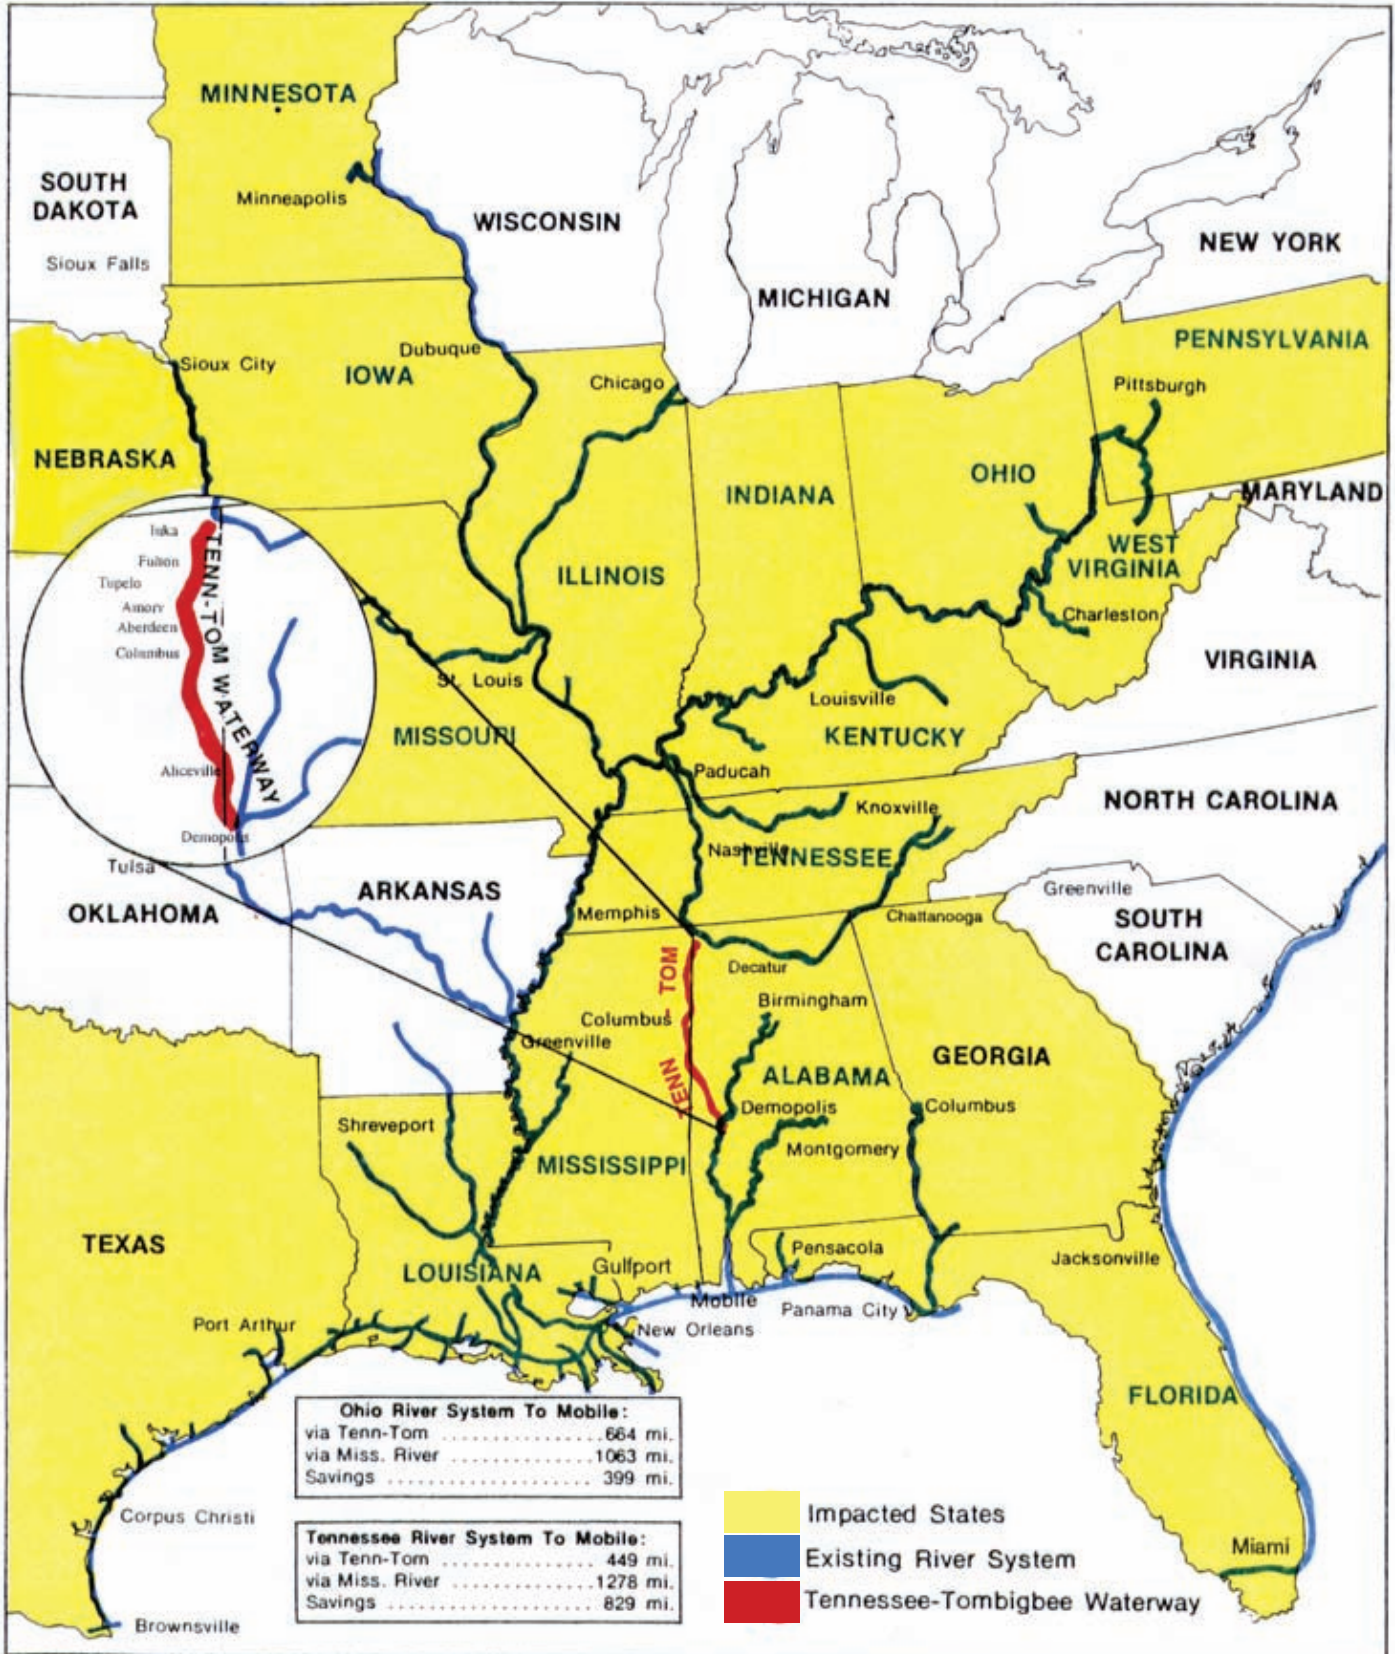 MINNESOTA
Minneapolis
SOUTH
DAKOTA
Sioux Falls
WISCONSIN
MICHIGAN
NEW YORK
PENNSYLVANIA
Pittsburgh
Sioux City
IOWA
Dubuque
Chicago
NEBRASKA
INDIANA
OHIO
MARYLAND
WEST
VIRGINIA
Charleston
ILLINOIS
VIRGINIA
Iuka
Fulton
Tupelo
Amory
Aberdeen
Columbus
Aliceville
Demopolis
TENN-TOM WATERWAY
St. Louis
MISSOURI
Louisville
KENTUCKY
Paducah
NORTH CAROLINA
Knoxville
Nashville
TENNESSEE
Tulsa
OKLAHOMA
ARKANSAS
Memphis
Chattanooga
Greenville
SOUTH
CAROLINA
Decatur
TENN - TOM
Birmingham
Columbus
Greenville
ALABAMA
GEORGIA
Demopolis
Columbus
Montgomery
Shreveport
MISSISSIPPI
TEXAS
LOUISIANA
Gulfport
Pensacola
Jacksonville
Mobile
Panama City
New Orleans
Port Arthur
FLORIDA
Corpus Christi
Brownsville
Miami
Ohio River System To Mobile:
via Tenn-Tom ................ 664 mi.
via Miss. River ............. 1063 mi.
Savings ..................... 399 mi.
Tennessee River System To Mobile:
via Tenn-Tom ................ 449 mi.
via Miss. River ............. 1278 mi.
Savings ..................... 829 mi.
Impacted States
Existing River System
Tennessee-Tombigbee Waterway